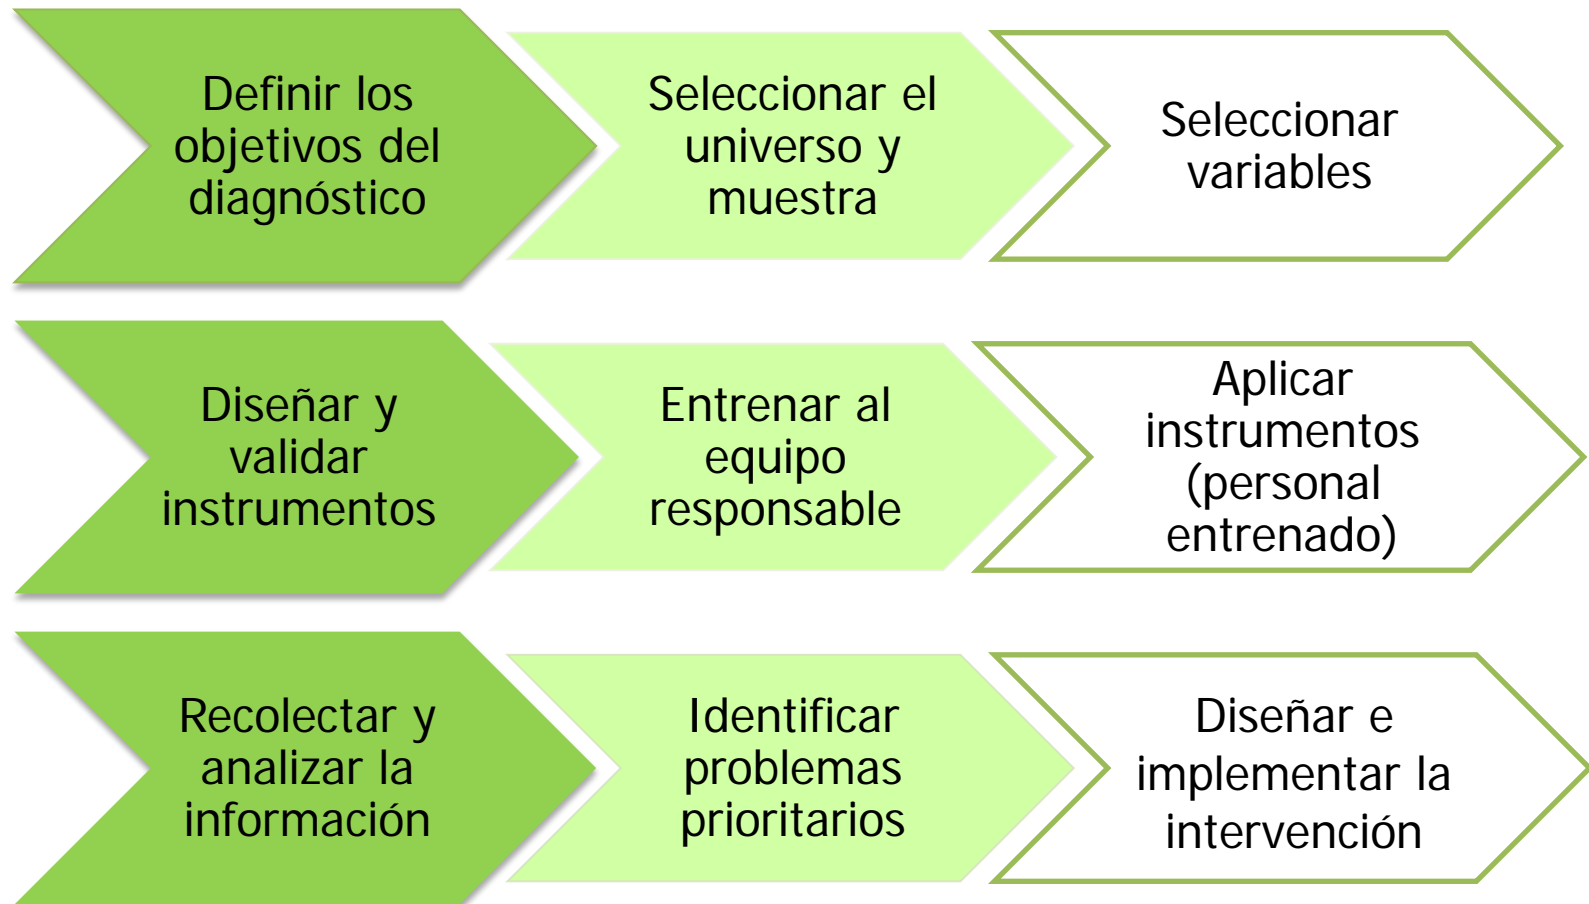 Definir los
objetivos del
diagnóstico
Seleccionar el
universo y
muestra
Seleccionar
variables
Diseñar y
validar
instrumentos
Entrenar al
equipo
responsable
Aplicar
instrumentos
(personal
entrenado)
Recolectar y
analizar la
información
Identificar
problemas
prioritarios
Diseñar e
implementar la
intervención